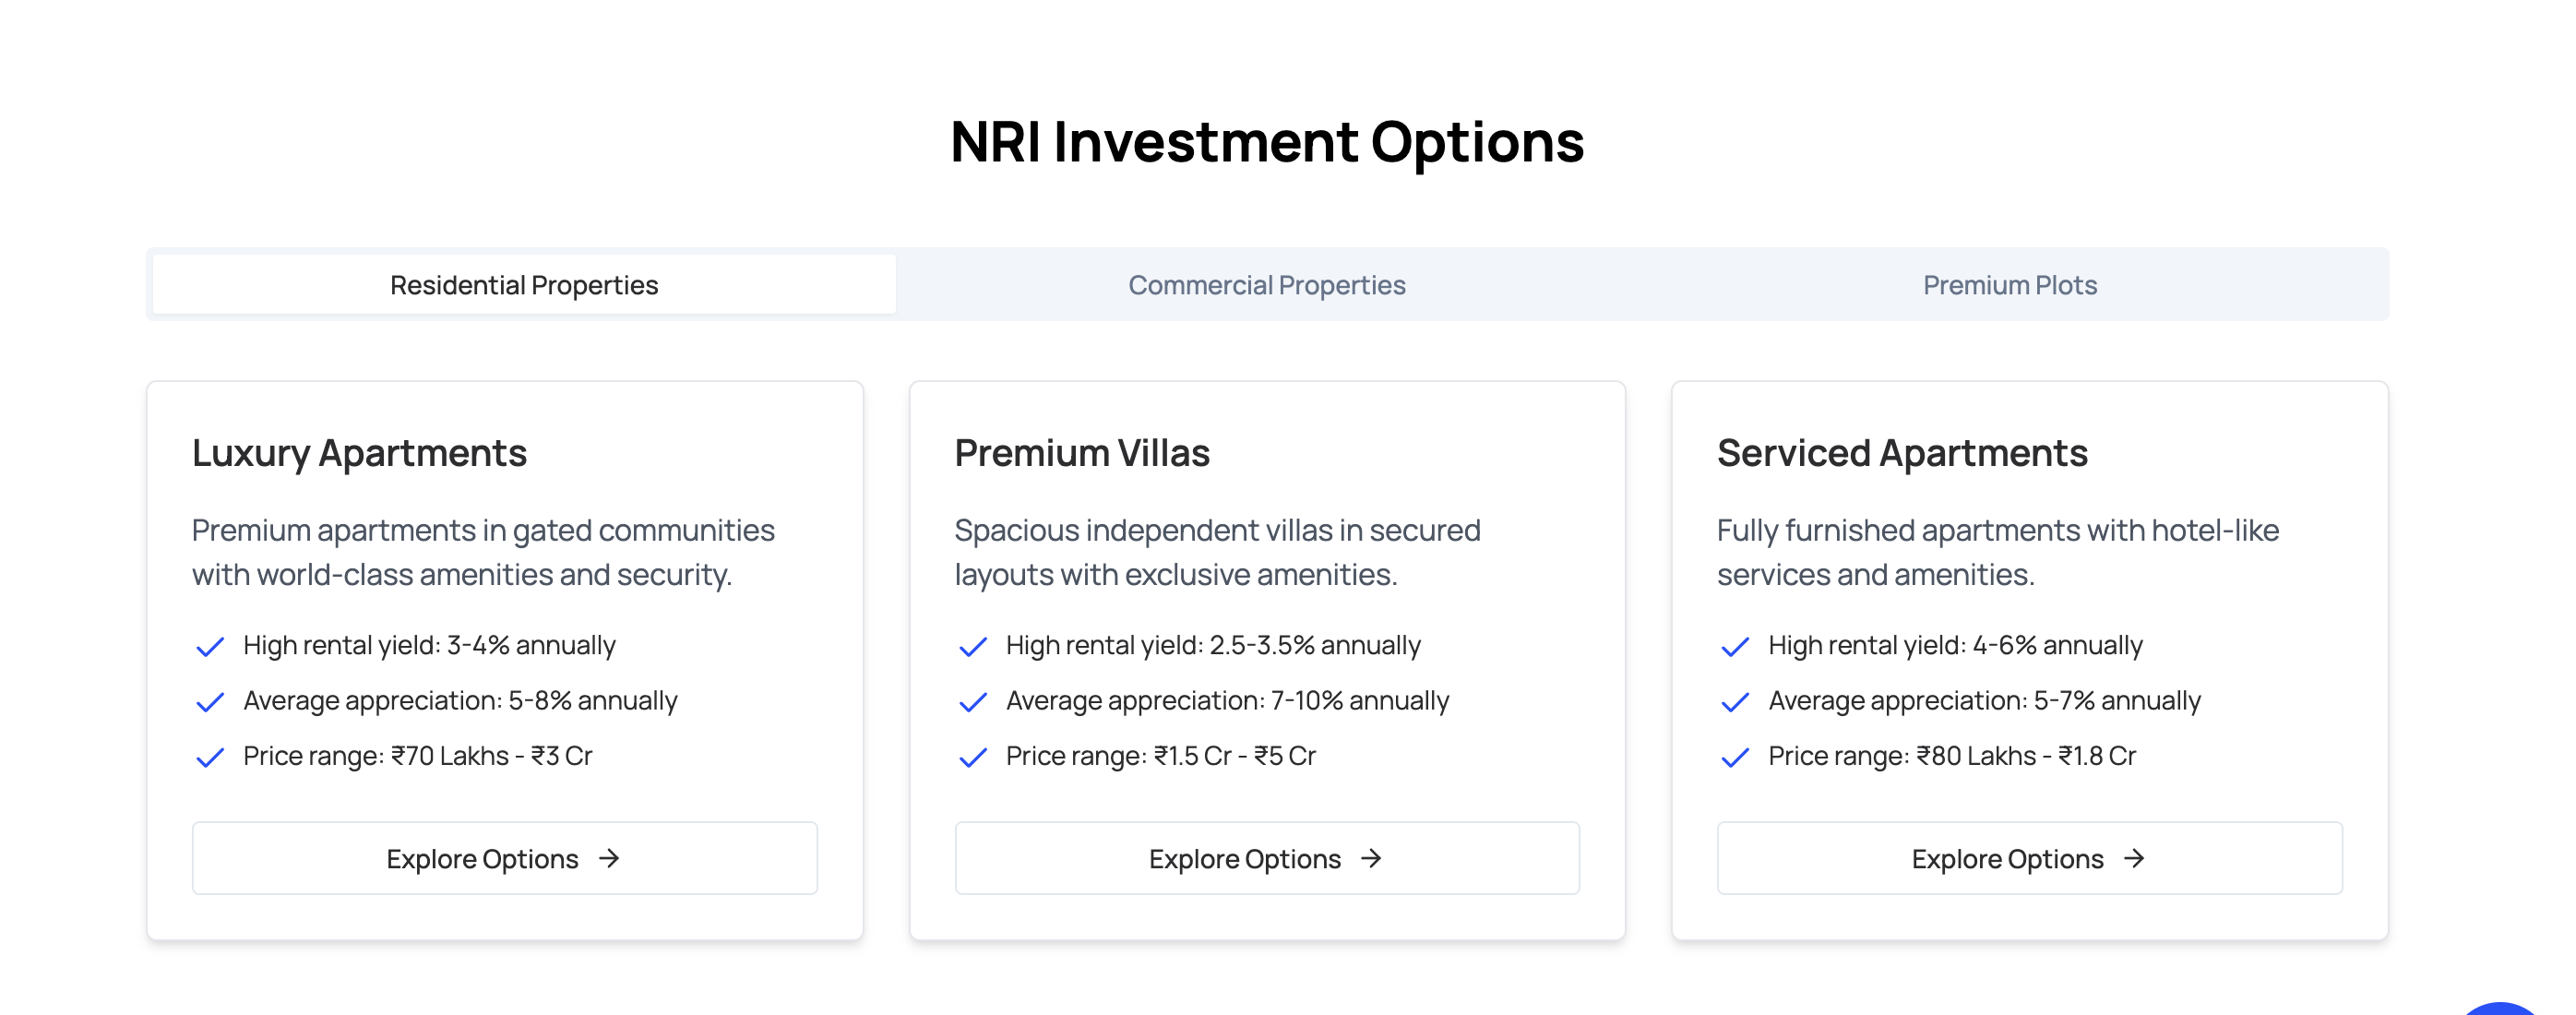 NRI Investment Options
Residential Properties
Commercial Properties
Premium Plots
Luxury Apartments
Premium apartments in gated communities
with world-class amenities and security.
High rental yield: 3-4% annually
Average appreciation: 5-8% annually
Price range: ₹70 Lakhs - ₹3 Cr
Explore Options
Premium Villas
Spacious independent villas in secured
layouts with exclusive amenities.
High rental yield: 2.5-3.5% annually
Average appreciation: 7-10% annually
Price range: ₹1.5 Cr - ₹5 Cr
Explore Options
Serviced Apartments
Fully furnished apartments with hotel-like
services and amenities.
High rental yield: 4-6% annually
Average appreciation: 5-7% annually
Price range: ₹80 Lakhs - ₹1.8 Cr
Explore Options